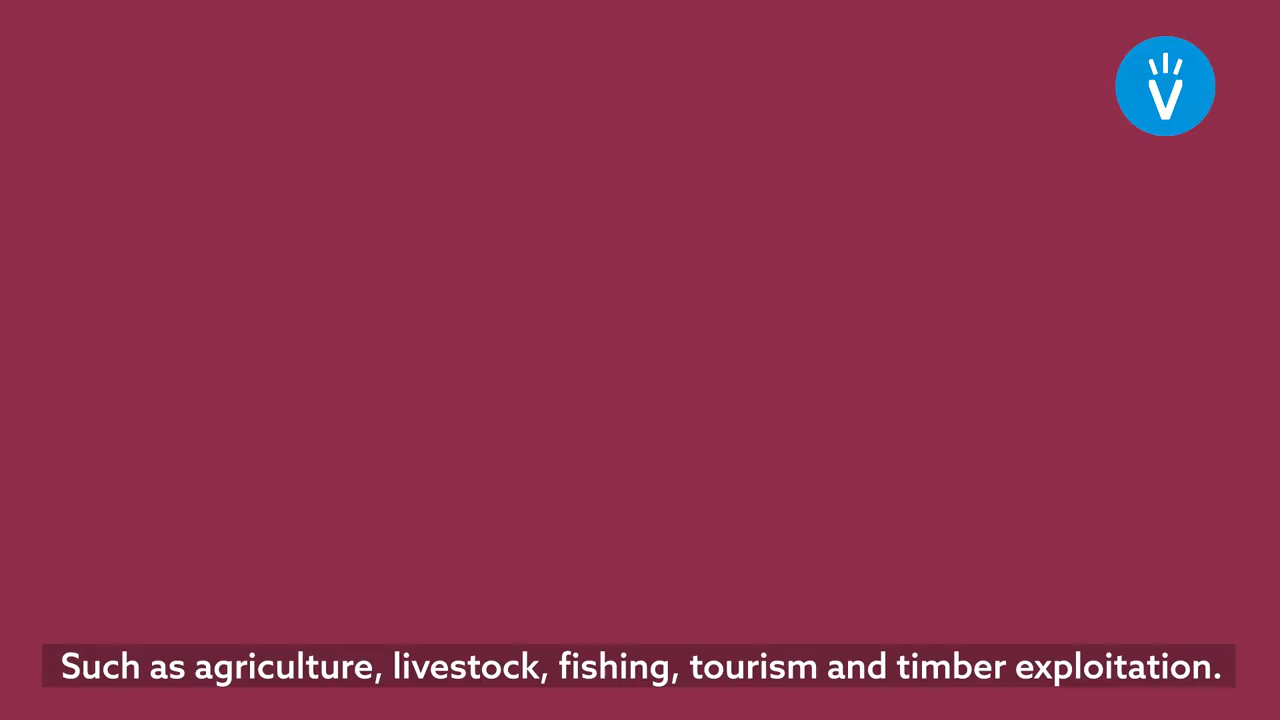 V
Such as agriculture, livestock, fishing, tourism and timber exploitation.